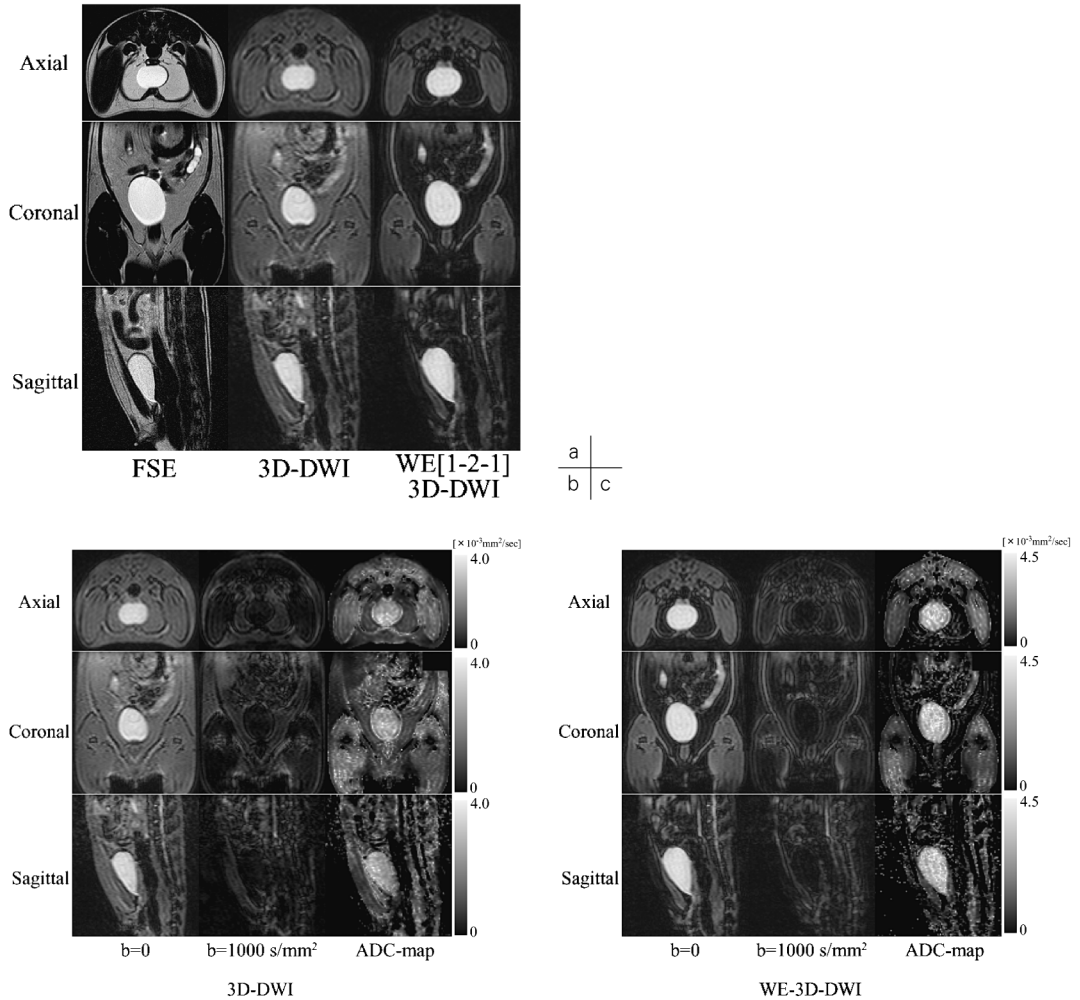 Axial
Coronal
Sagittal
FSE
3D-DWI
WE[1-2-1]
3D-DWI
a
b c
[×10-3mm2/sec]
4.0
Axial
0
4.0
Coronal
0
4.0
Sagittal
0
b=0 b=1000 s/mm2 ADC-map
3D-DWI
[×10-3mm2/sec]
4.5
Axial
0
4.5
Coronal
0
4.5
Sagittal
0
b=0 b=1000 s/mm2 ADC-map
WE-3D-DWI